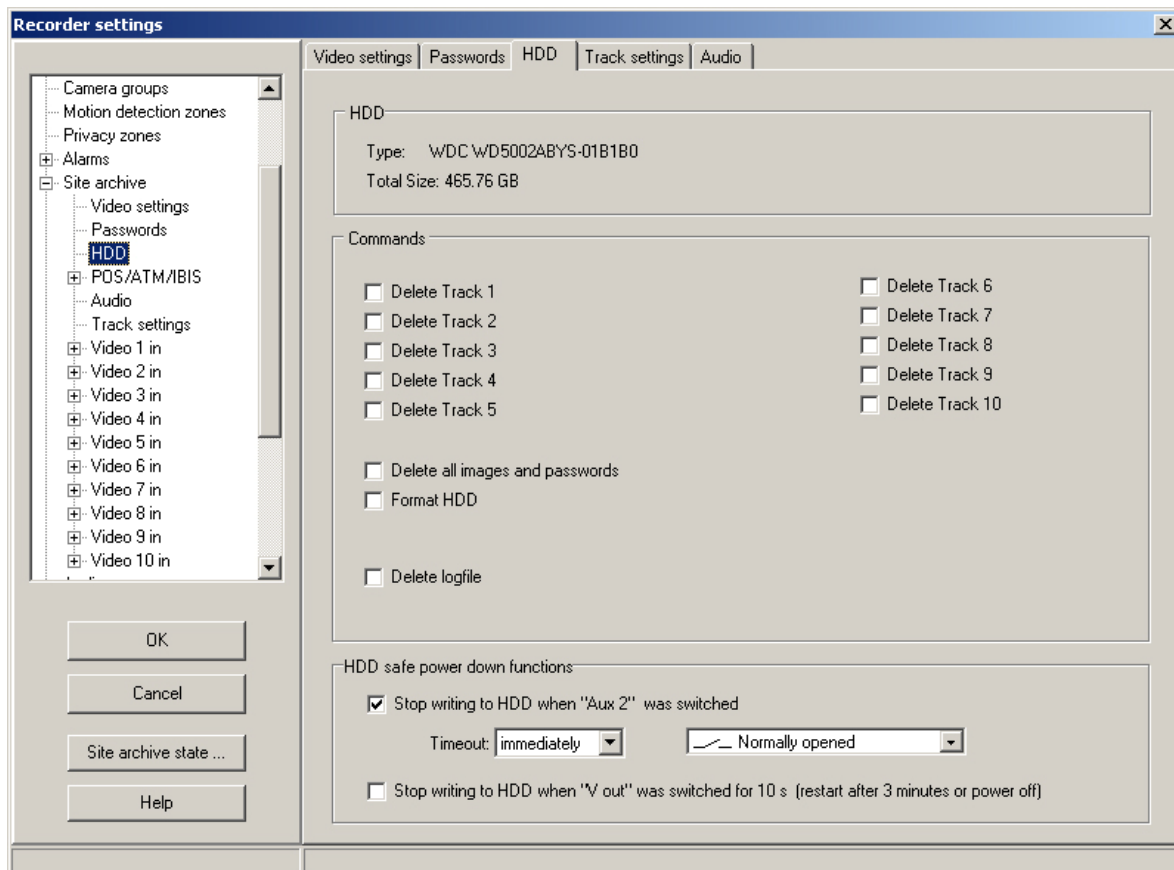 Recorder settings
Video settings
Passwords
HDD
Track settings
Audio
Camera groups
Motion detection zones
Privacy zones
Alarms
Site archive
Video settings
Passwords
HDD
POS/ATM/IBIS
Audio
Track settings
Video 1 in
Video 2 in
Video 3 in
Video 4 in
Video 5 in
Video 6 in
Video 7 in
Video 8 in
Video 9 in
Video 10 in
OK
Cancel
Site archive state ...
Help
HDD
Type: WDC WD5002ABYS-01B1B0
Total Size: 465.76 GB
Commands
Delete Track 1
Delete Track 2
Delete Track 3
Delete Track 4
Delete Track 5
Delete Track 6
Delete Track 7
Delete Track 8
Delete Track 9
Delete Track 10
Delete all images and passwords
Format HDD
Delete logfile
HDD safe power down functions
Stop writing to HDD when "Aux 2" was switched
Timeout: immediately
Normally opened
Stop writing to HDD when "V out" was switched for 10 s (restart after 3 minutes or power off)